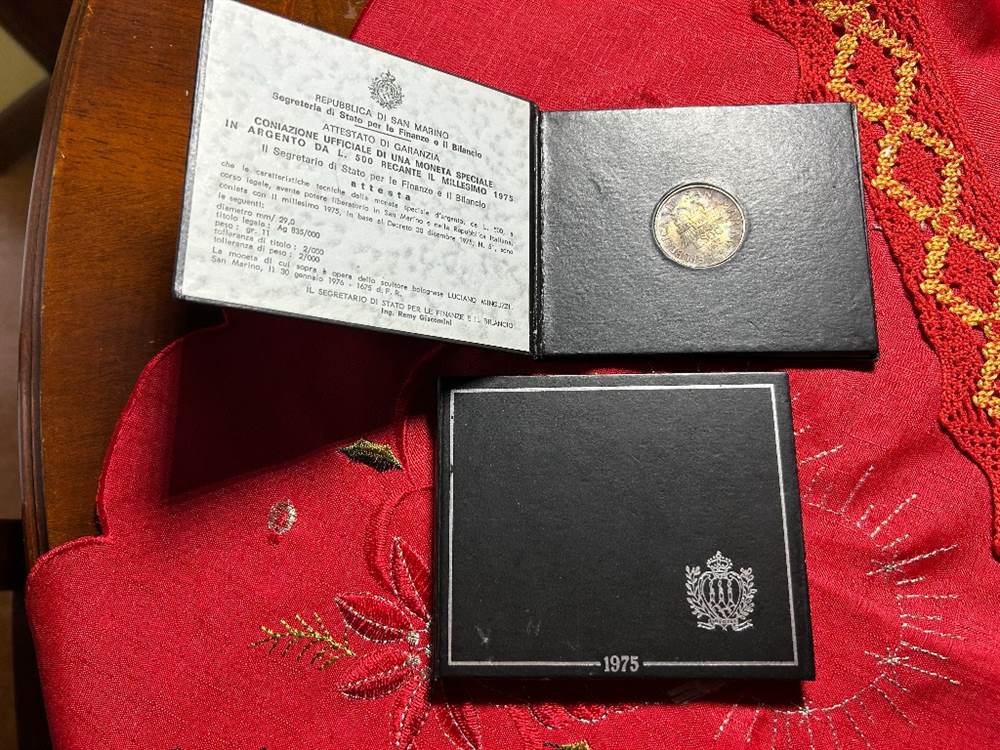 REPUBBLICA DI SAN MARINO
Segreteria di Stato per le Finanze e il Bilancio
ATTESTATO DI GARANZIA
CONIAZIONE UFFICIALE DI UNA MONETA SPECIALE
IN ARGENTO DA L. 500 RECANTE IL MILLESIMO 1975
Il Segretario di Stato per le Finanze e il Bilancio
attesta
che le caratteristiche tecniche della moneta speciale d'argento, da L. 500, a
corso legale, avente potere liberatorio in San Marino e nella Repubblica Italiana,
coniata con il millesimo 1975, in base al Decreto 30 dicembre 1975, N. sono
le seguenti:
diametro mm/ 29,0
titolo legale: Ag 835/000
peso: gr. 11
tolleranza di titolo: 2/000
tolleranza di peso: 2/000
La moneta di cui sopra è opera dello scultore bolognese LUCIANO MINGUZZI.
San Marino, li 30 gennaio 1976 - 1675 d. F. R.
IL SEGRETARIO DI STATO PER LE FINANZE E IL BILANCIO
Ing. Remy Giacomini
1975